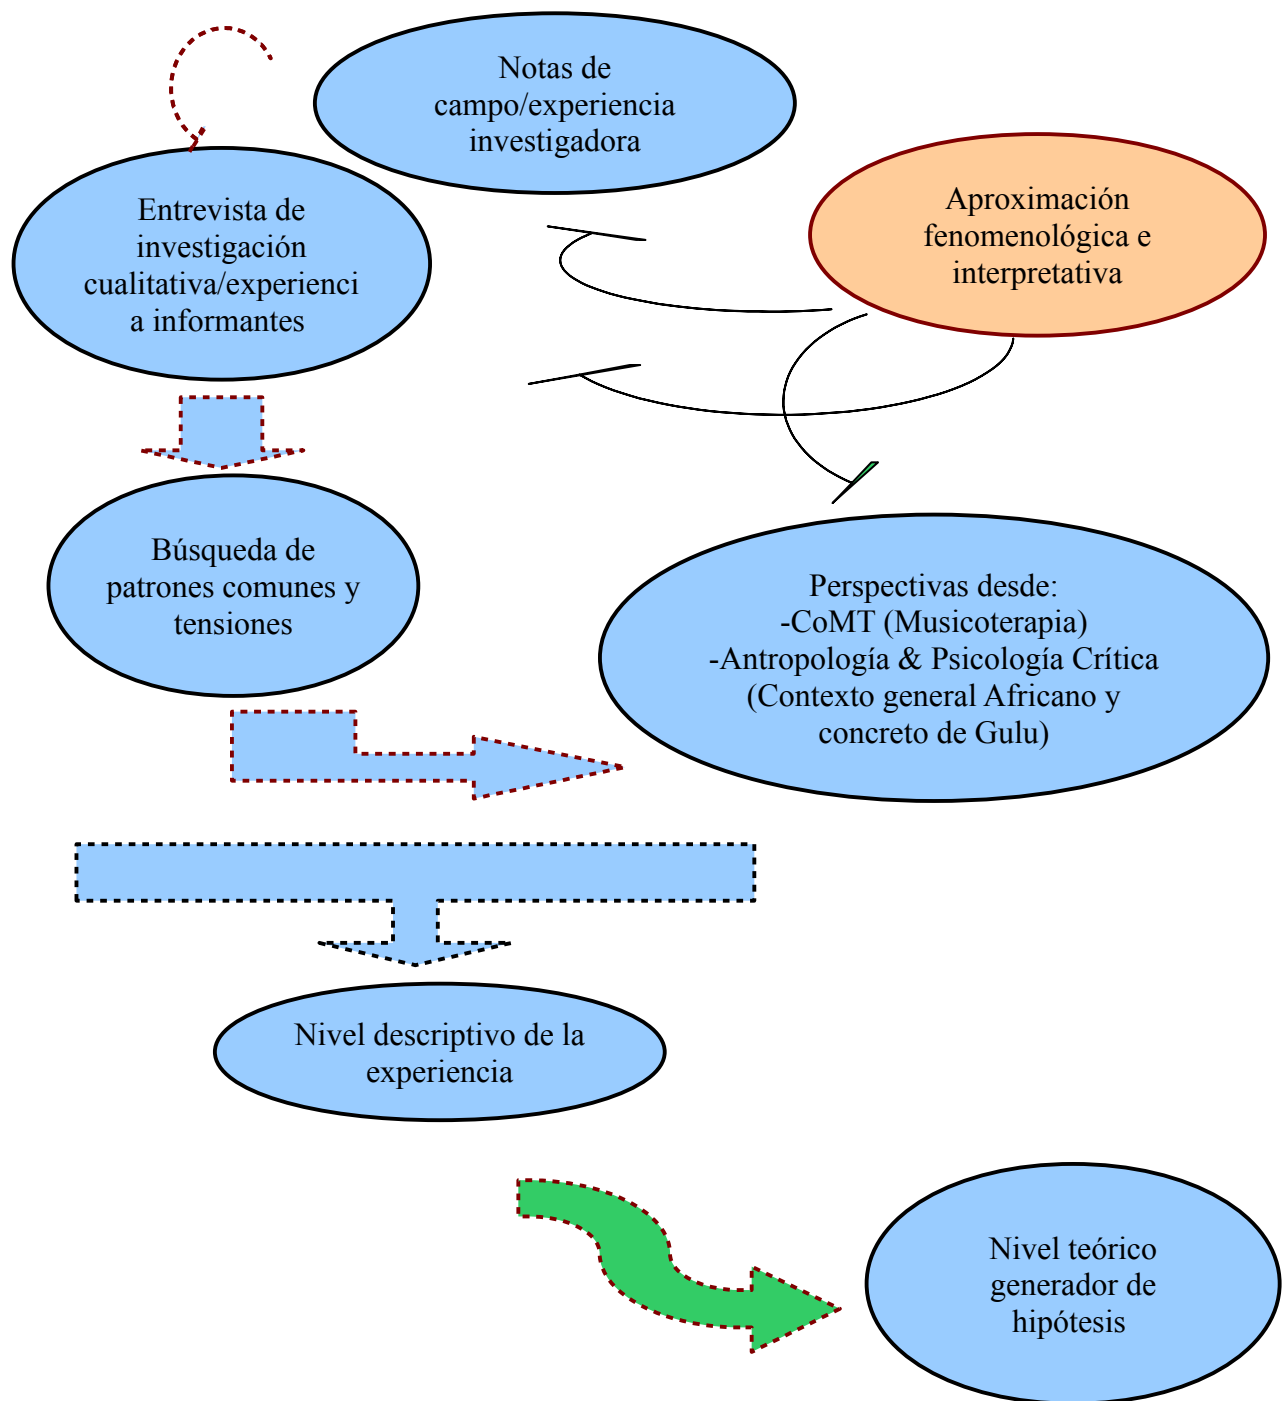 Notas de
campo/experiencia
investigadora
Aproximación
fenomenológica e
interpretativa
Entrevista de
investigación
cualitativa/experienci
a informantes
Búsqueda de
patrones comunes y
tensiones
Perspectivas desde:
-CoMT (Musicoterapia)
-Antropología & Psicología Crítica
(Contexto general Africano y
concreto de Gulu)
Nivel descriptivo de la
experiencia
Nivel teórico
generador de
hipótesis